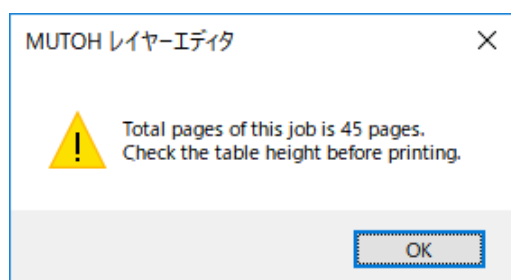 MUTOH レイヤーエディタ
Total pages of this job is 45 pages.
Check the table height before printing.
OK